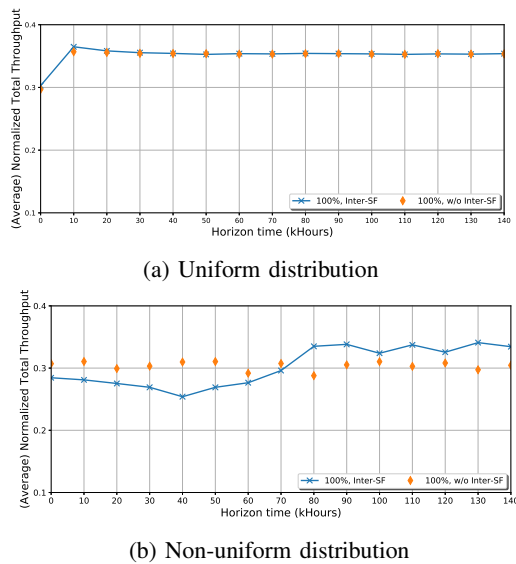 (Average) Normalized Total Throughput
0.4
0.3
0.2
0.1
0 10 20 30 40 50 60 70 80 90 100 110 120 130 140
Horizon time (kHours)
100%, Inter-SF 100%, w/o Inter-SF
(a) Uniform distribution
(Average) Normalized Total Throughput
0.4
0.3
0.2
0.1
0 10 20 30 40 50 60 70 80 90 100 110 120 130 140
Horizon time (kHours)
100%, Inter-SF 100%, w/o Inter-SF
(b) Non-uniform distribution